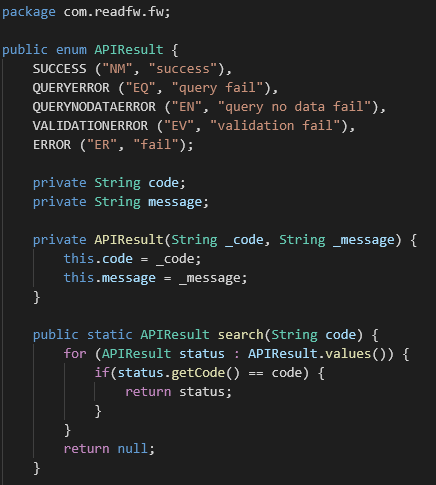 package com.readfw.fw;
public enum APIResult {
SUCCESS ("NM", "success"),
QUERYERROR ("EQ", "query fail"),
QUERYNODATAERROR ("EN", "query no data fail"),
VALIDATIONERROR ("EV", "validation fail"),
ERROR ("ER", "fail");
private String code;
private String message;
private APIResult(String _code, String _message) {
this.code = _code;
this.message = _message;
}
public static APIResult search(String code) {
for (APIResult status : APIResult.values()) {
if(status.getCode() == code) {
return status;
}
}
return null;
}